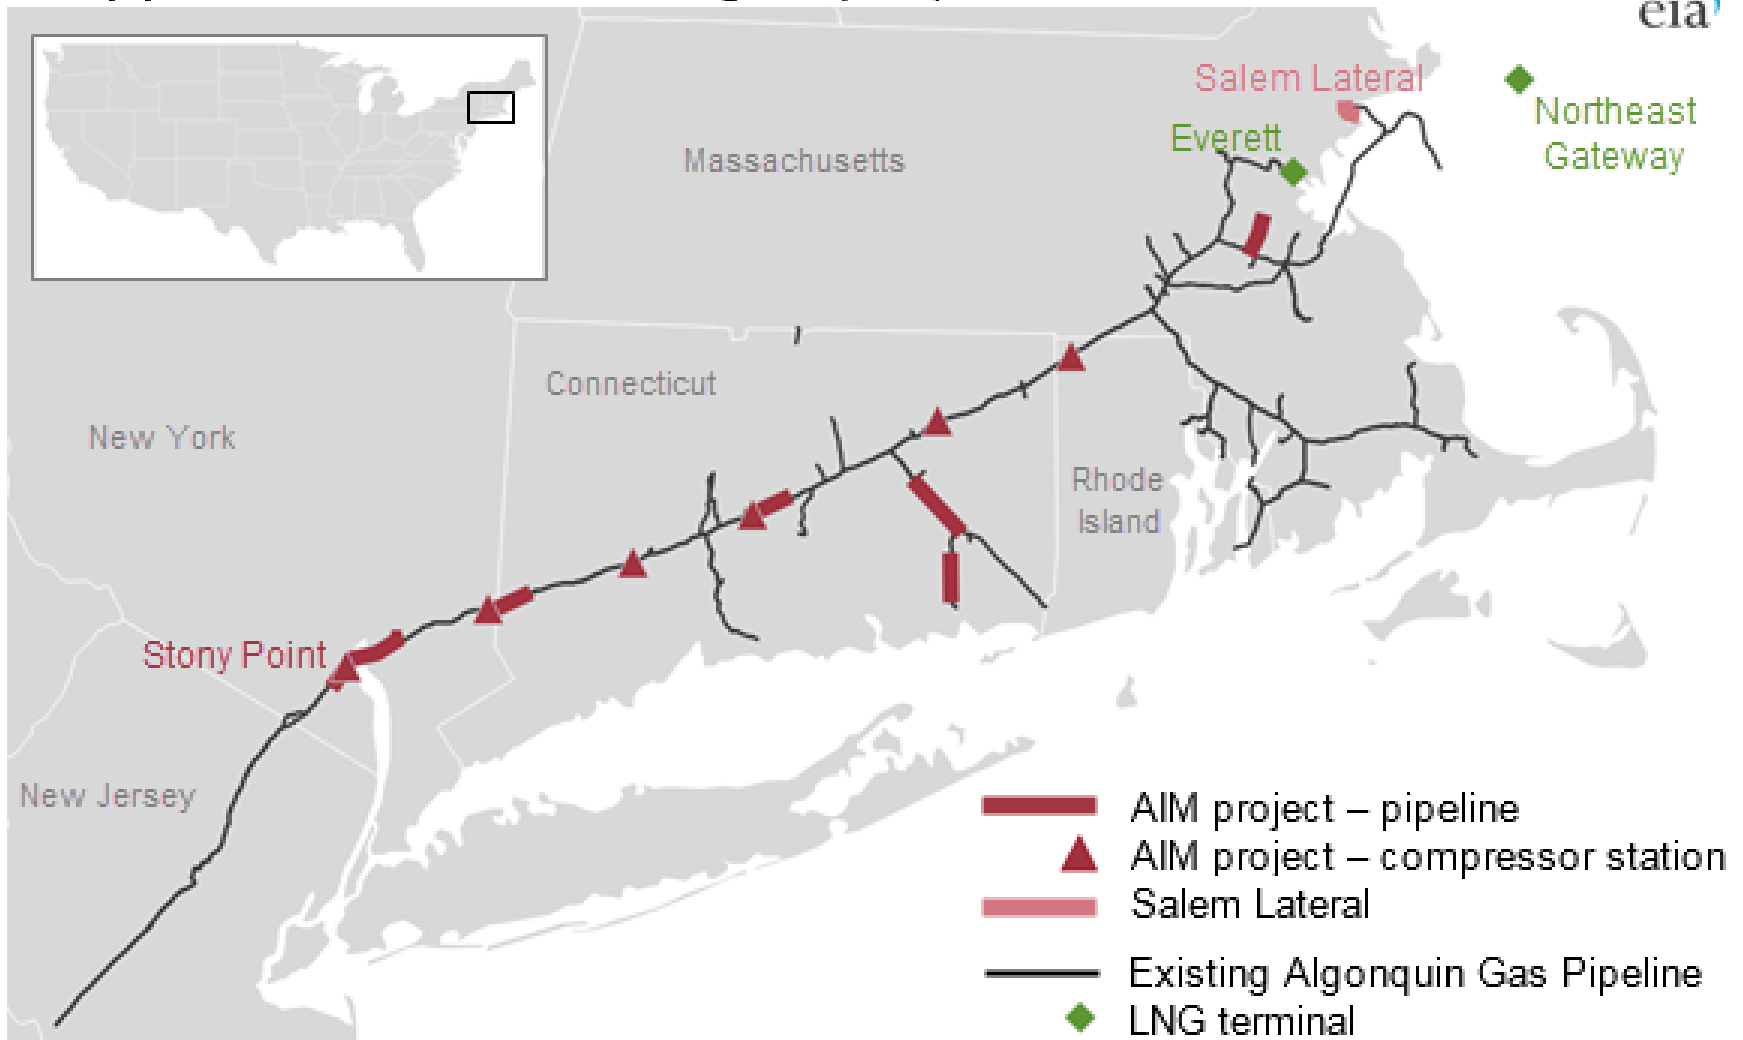 eia
Salem Lateral
Northeast
Gateway
Everett
Massachusetts
Connecticut
New York
Rhode
Island
Stony Point
New Jersey
AIM project – pipeline
AIM project – compressor station
Salem Lateral
Existing Algonquin Gas Pipeline
LNG terminal